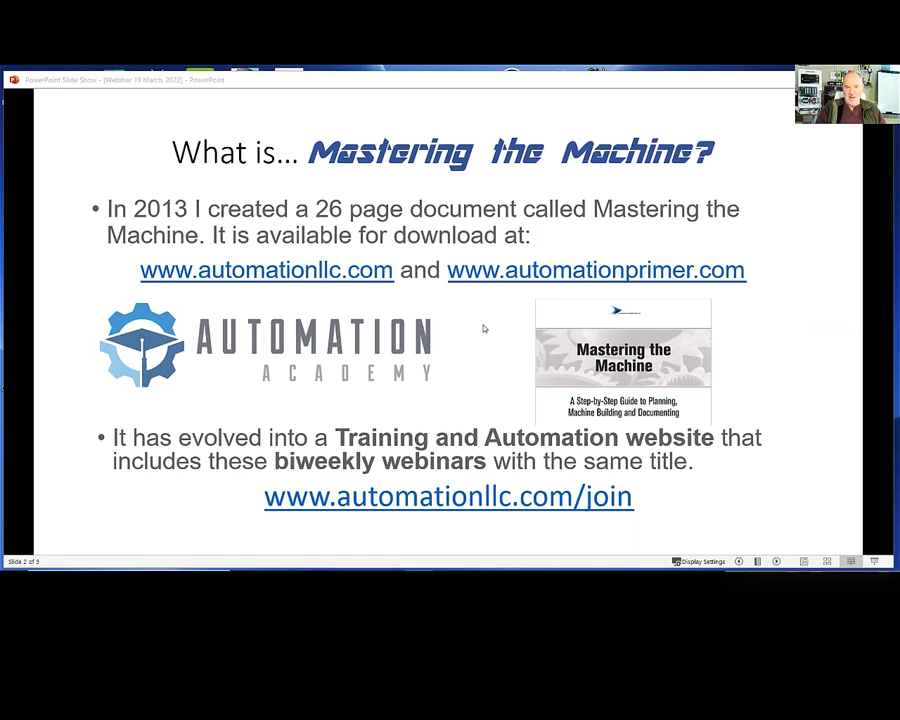 PowerPoint Slide Show - [Webinar 19 March, 2022] - PowerPoint
What is... Mastering the Machine?
• In 2013 I created a 26 page document called Mastering the
Machine. It is available for download at:
www.automationllc.com and www.automationprimer.com
AUTOMATION
ACADEMY
Mastering the
Machine
A Step-by-Step Guide to Planning,
Machine Building and Documenting
• It has evolved into a Training and Automation website that
includes these biweekly webinars with the same title.
www.automationllc.com/join
Slide 2 of 5
Display Settings